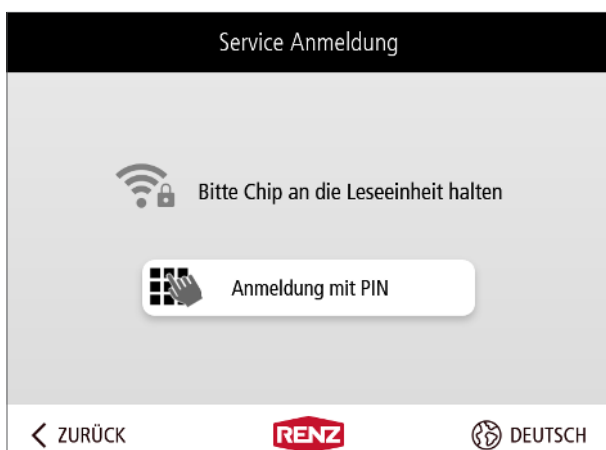 Service Anmeldung
Bitte Chip an die Leseeinheit halten
Anmeldung mit PIN
ZURÜCK
RENZ
DEUTSCH